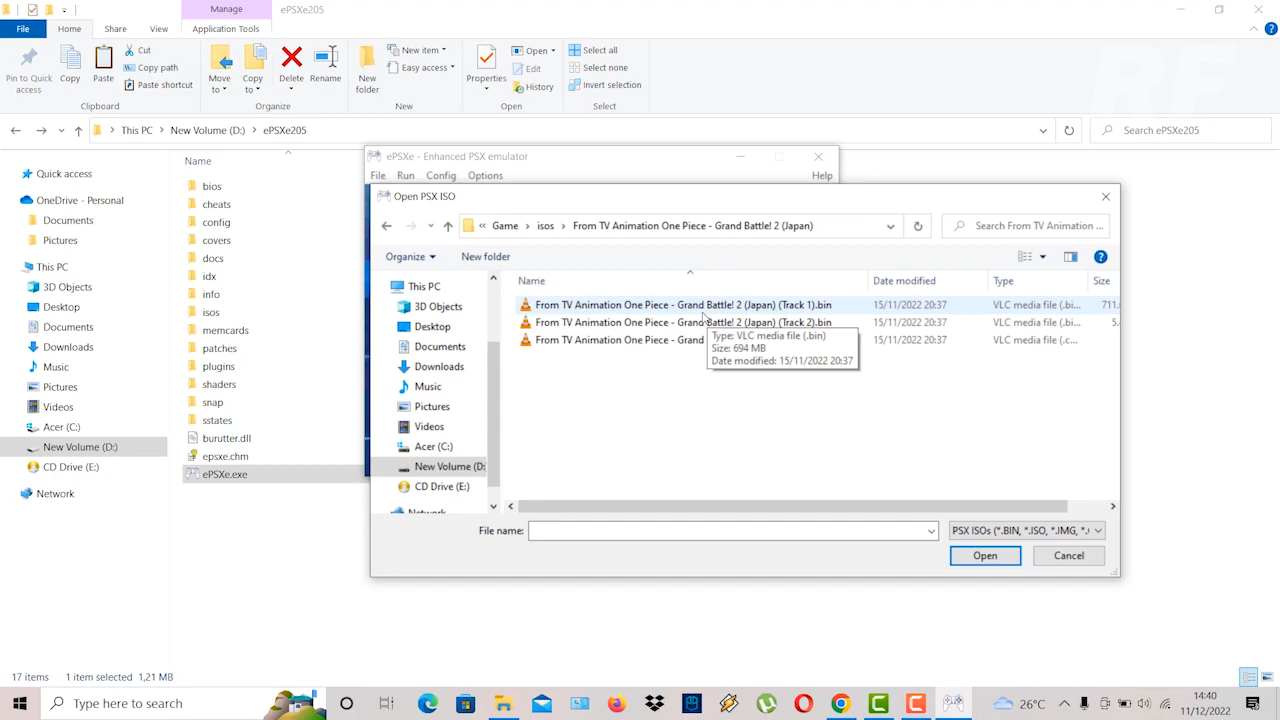 Manage
ePSXe205
File
Home
Share
View
Application Tools
Pin to Quick access
Copy
Paste
Cut
Copy path
Paste shortcut
Clipboard
Move to
Copy to
Delete
Rename
Organize
New folder
New item
Easy access
New
Properties
Open
Edit
History
Open
Select all
Select none
Invert selection
Select
RF
This PC > New Volume (D:) > ePSXe205
Search ePSXe205
Quick access
OneDrive - Personal
Documents
Pictures
This PC
3D Objects
Desktop
Documents
Downloads
Music
Pictures
Videos
Acer (C:)
New Volume (D:)
CD Drive (E:)
Network
Name
bios
cheats
config
covers
docs
idx
info
isos
memcards
patches
plugins
shaders
snap
sstates
burutter.dll
epsxe.chm
ePSXe.exe
ePSXe - Enhanced PSX emulator
File Run Config Options Help
Open PSX ISO
« Game > isos > From TV Animation One Piece - Grand Battle! 2 (Japan)
Search From TV Animation ...
Organize
New folder
This PC
3D Objects
Desktop
Documents
Downloads
Music
Pictures
Videos
Acer (C:)
New Volume (D:
CD Drive (E:)
Network
Name Date modified Type Size
From TV Animation One Piece - Grand Battle! 2 (Japan) (Track 1).bin 15/11/2022 20:37 VLC media file (.bi... 711.
From TV Animation One Piece - Grand Battle! 2 (Japan) (Track 2).bin 15/11/2022 20:37 VLC media file (.bi... 5.
From TV Animation One Piece - Grand 15/11/2022 20:37 VLC media file (.c...
Type: VLC media file (.bin)
Size: 694 MB
Date modified: 15/11/2022 20:37
File name:
PSX ISOs (*.BIN, *.ISO, *.IMG, *.
Open
Cancel
17 items 1 item selected 1,21 MB
Type here to search
26°C
14:40
11/12/2022